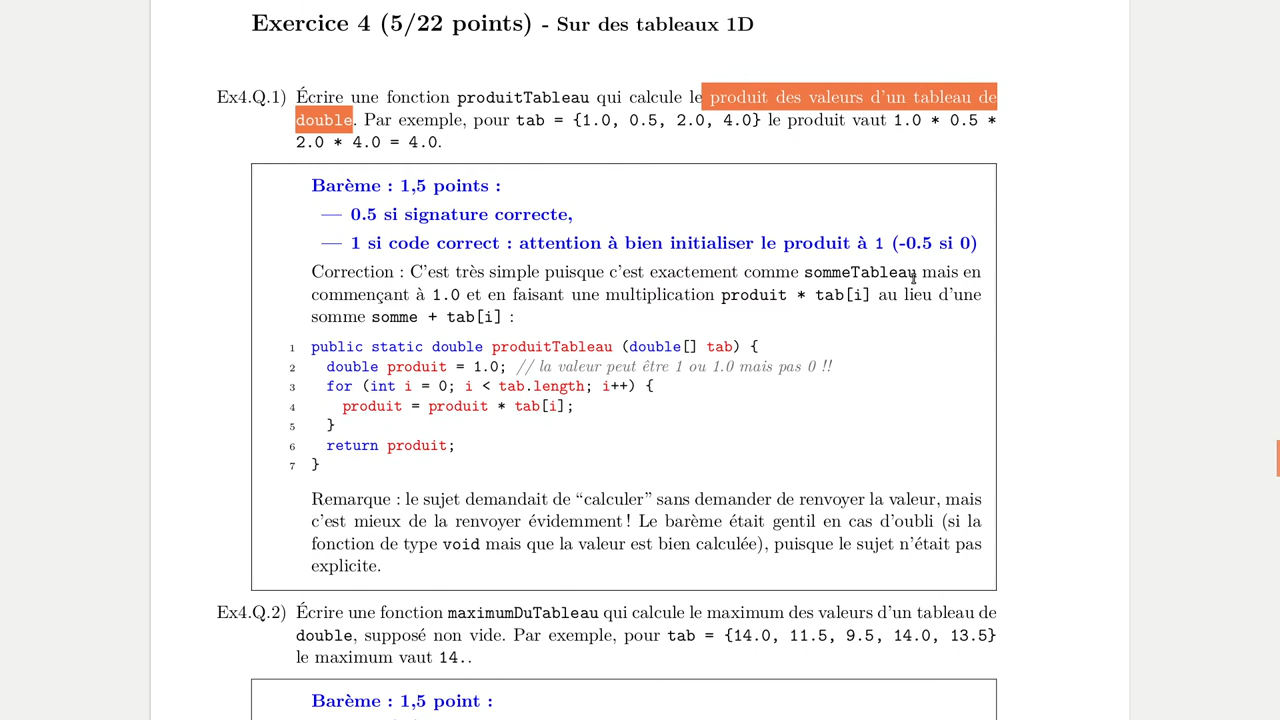 Exercice 4 (5/22 points) - Sur des tableaux 1D
Ex4.Q.1) Écrire une fonction produitTableau qui calcule le produit des valeurs d'un tableau de
double. Par exemple, pour tab = {1.0, 0.5, 2.0, 4.0} le produit vaut 1.0 * 0.5 *
2.0 * 4.0 = 4.0.
Barème : 1,5 points :
— 0.5 si signature correcte,
— 1 si code correct : attention à bien initialiser le produit à 1 (-0.5 si 0)
Correction : C'est très simple puisque c'est exactement comme sommeTableau mais en
commençant à 1.0 et en faisant une multiplication produit * tab[i] au lieu d'une
somme somme + tab[i] :
1 public static double produitTableau (double[] tab) {
2 double produit = 1.0; // la valeur peut être 1 ou 1.0 mais pas 0 !!
3 for (int i = 0; i < tab.length; i++) {
4 produit = produit * tab[i];
5 }
6 return produit;
7 }
Remarque : le sujet demandait de “calculer” sans demander de renvoyer la valeur, mais
c'est mieux de la renvoyer évidemment ! Le barème était gentil en cas d'oubli (si la
fonction de type void mais que la valeur est bien calculée), puisque le sujet n'était pas
explicite.
Ex4.Q.2) Écrire une fonction maximumDuTableau qui calcule le maximum des valeurs d'un tableau de
double, supposé non vide. Par exemple, pour tab = {14.0, 11.5, 9.5, 14.0, 13.5}
le maximum vaut 14..
Barème : 1,5 point :